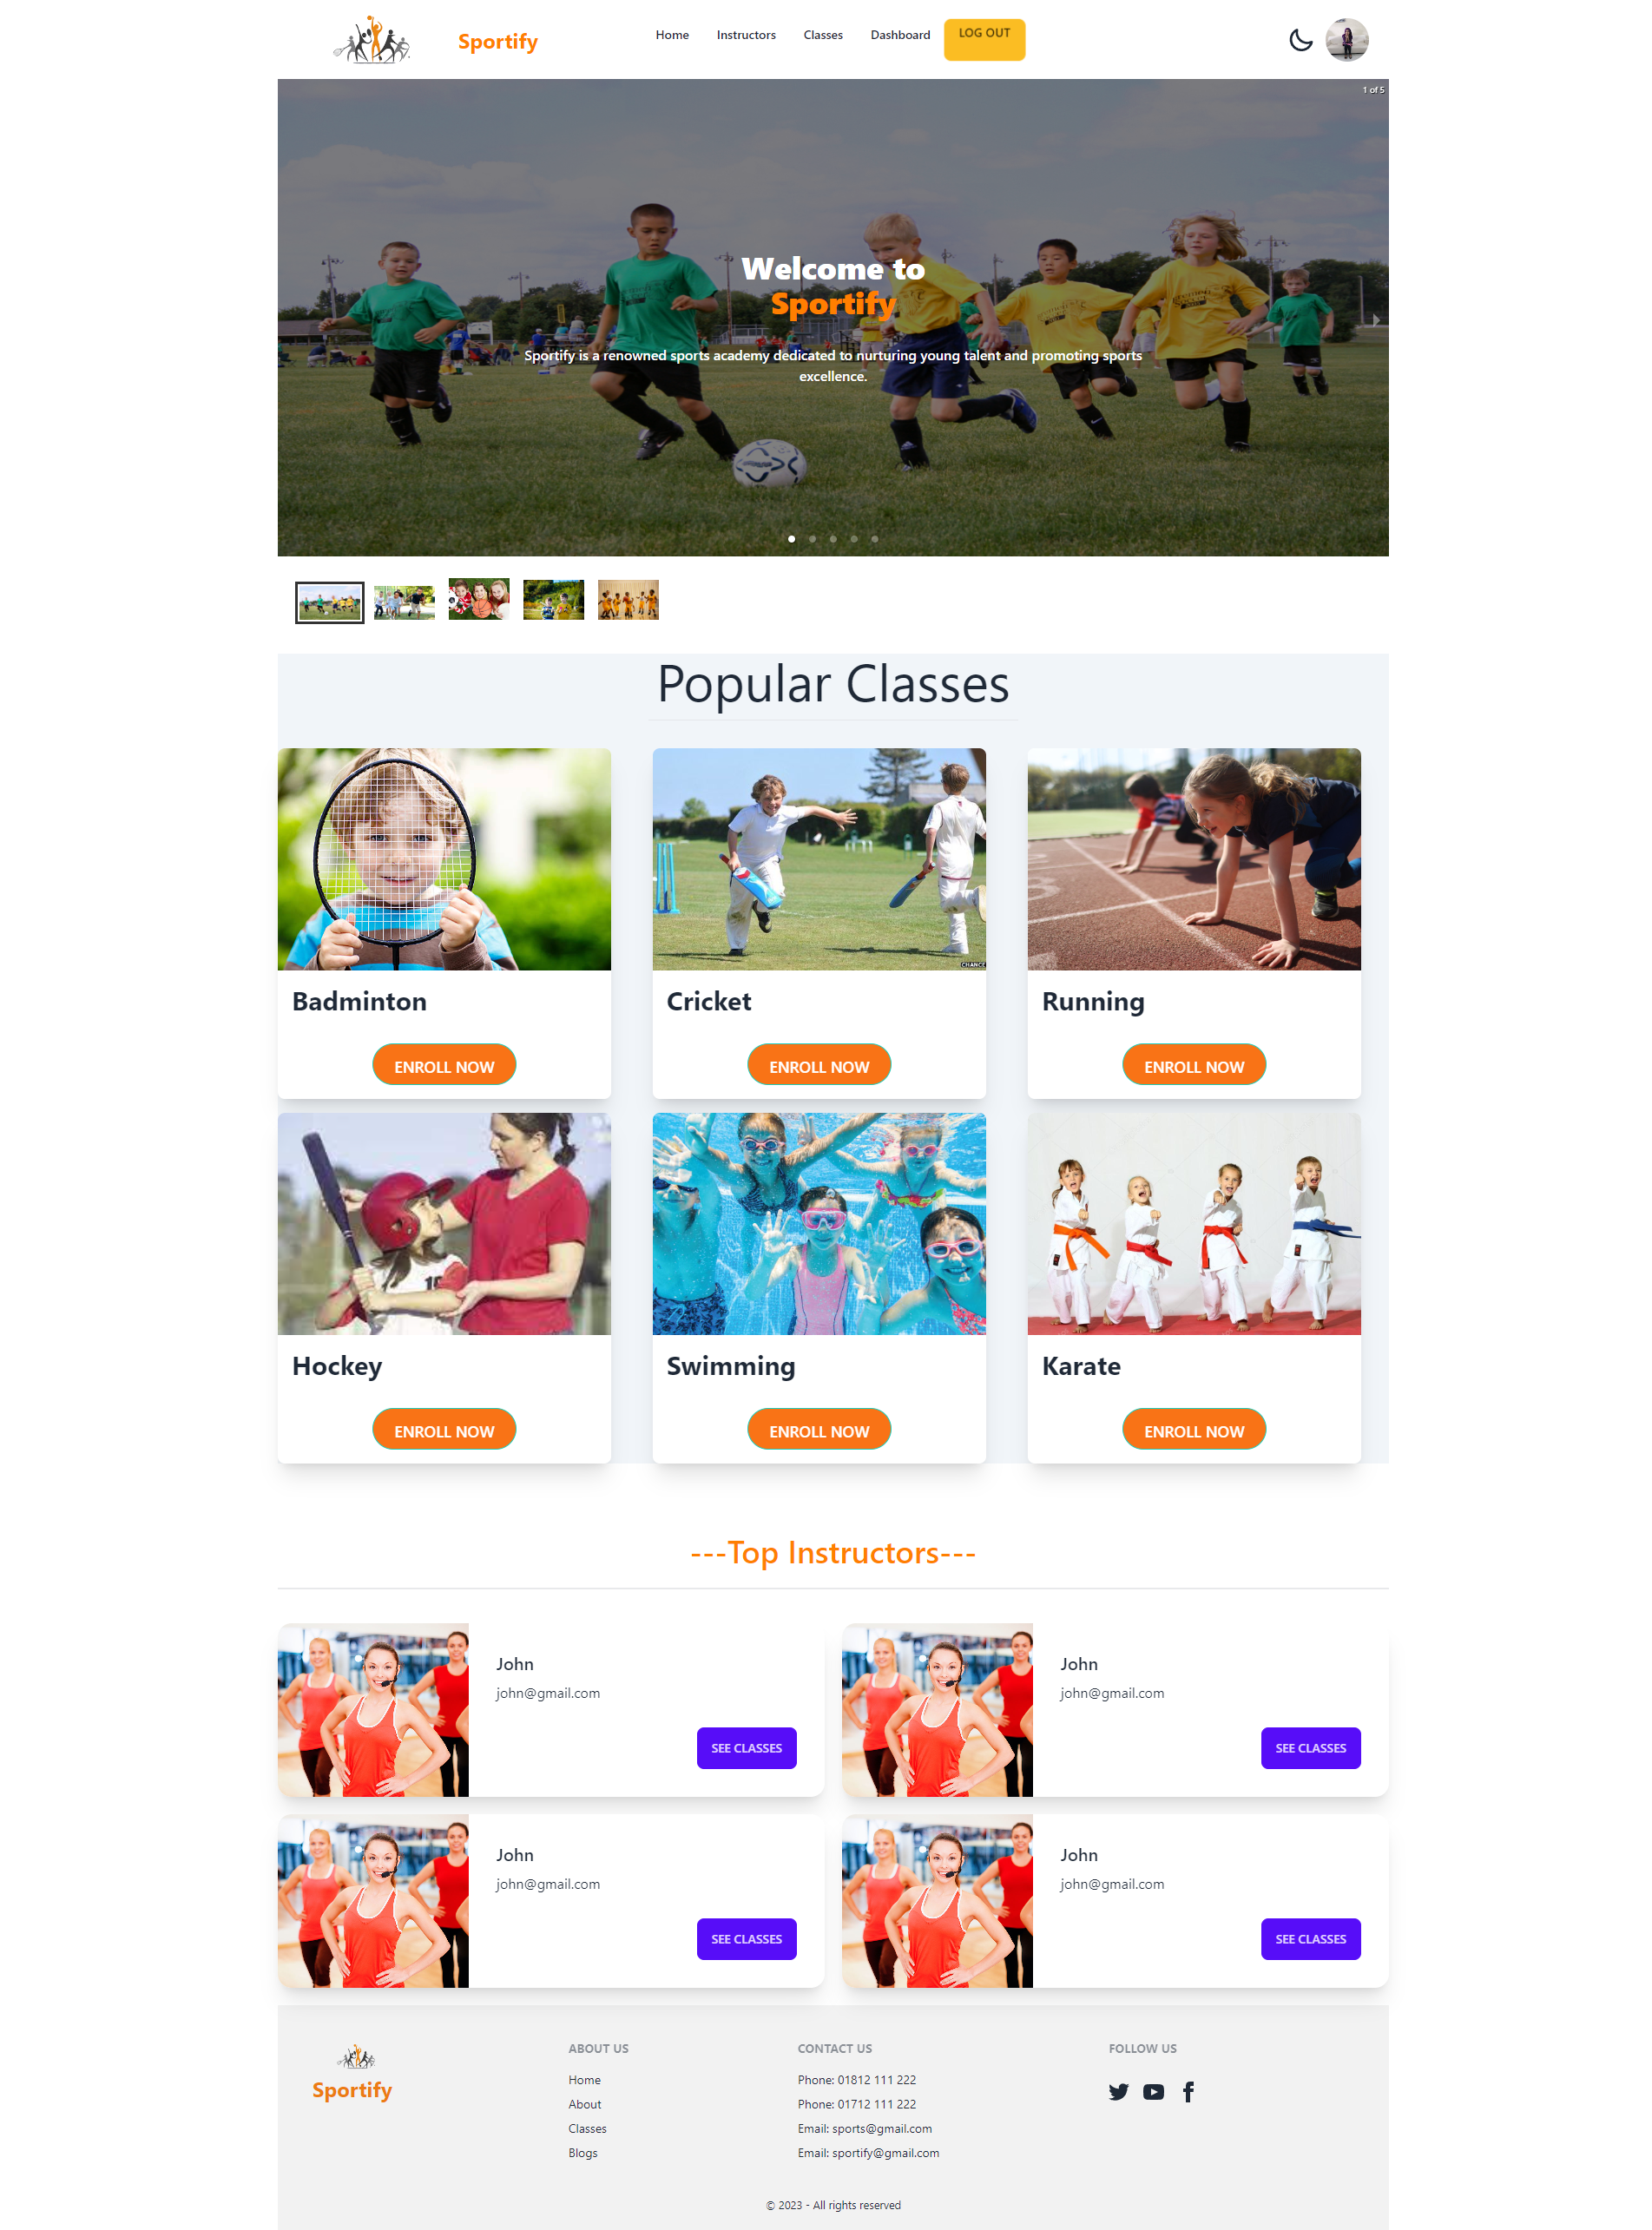 Sportify
Home
Instructors
Classes
Dashboard
LOG OUT
1 of 5
Welcome to
Sportify
Sportify is a renowned sports academy dedicated to nurturing young talent and promoting sports
excellence.
Popular Classes
CHANCE
Badminton
Cricket
Running
ENROLL NOW
ENROLL NOW
ENROLL NOW
Hockey
Swimming
Karate
ENROLL NOW
ENROLL NOW
ENROLL NOW
---Top Instructors---
John
john@gmail.com
SEE CLASSES
John
john@gmail.com
SEE CLASSES
John
john@gmail.com
SEE CLASSES
John
john@gmail.com
SEE CLASSES
Sportify
ABOUT US
Home
About
Classes
Blogs
CONTACT US
Phone: 01812 111 222
Phone: 01712 111 222
Email: sports@gmail.com
Email: sportify@gmail.com
FOLLOW US
© 2023 - All rights reserved